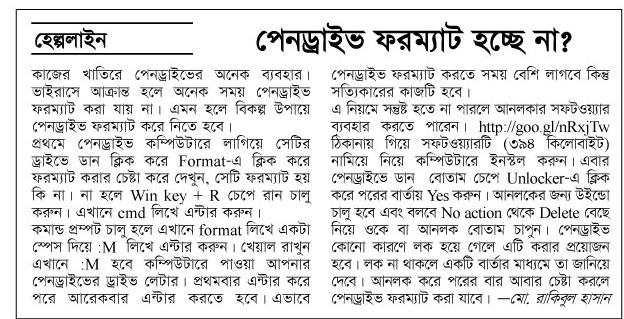 হেল্পলাইন
পেনড্রাইভ ফরম্যাট হচ্ছে না?
কাজের খাতিরে পেনড্রাইভের অনেক ব্যবহার।
ভাইরাসে আক্রান্ত হলে অনেক সময় পেনড্রাইভ
ফরম্যাট করা যায় না। এমন হলে বিকল্প উপায়ে
পেনড্রাইভ ফরম্যাট করে নিতে হবে।
প্রথমে পেনড্রাইভ কম্পিউটারে লাগিয়ে সেটির
ড্রাইভে ডান ক্লিক করে Format-এ ক্লিক করে
ফরম্যাট করার চেষ্টা করে দেখুন, সেটি ফরম্যাট হয়
কি না। না হলে Win key + R চেপে রান চালু
করুন। এখানে cmd লিখে এন্টার করুন।
কমান্ড প্রম্পট চালু হলে এখানে format লিখে একটা
স্পেস দিয়ে :M লিখে এন্টার করুন। খেয়াল রাখুন
এখানে :M হবে কম্পিউটারে পাওয়া আপনার
পেনড্রাইভের ড্রাইভ লেটার। প্রথমবার এন্টার করে
পরে আরেকবার এন্টার করতে হবে। এভাবে
পেনড্রাইভ ফরম্যাট করতে সময় বেশি লাগবে কিন্তু
সত্যিকারের কাজটি হবে।
এ নিয়মে সন্তুষ্ট হতে না পারলে আনলকার সফটওয়্যার
ব্যবহার করতে পারেন। http://goo.gl/nRxjTw
ঠিকানায় গিয়ে সফটওয়্যারটি (৩৯৪ কিলোবাইট)
নামিয়ে নিয়ে কম্পিউটারে ইনস্টল করুন। এবার
পেনড্রাইভে ডান বোতাম চেপে Unlocker-এ ক্লিক
করে পরের বার্তায় Yes করুন। আনলকের জন্য উইন্ডো
চালু হবে এবং বলবে No action থেকে Delete বেছে
নিয়ে ওকে বা আনলক বোতাম চাপুন। পেনড্রাইভ
কোনো কারণে লক হয়ে গেলে এটি করার প্রয়োজন
হবে। লক না থাকলে একটি বার্তার মাধ্যমে তা জানিয়ে
দেবে। আনলক করে পরের বার আবার চেষ্টা করলে
পেনড্রাইভ ফরম্যাট করা যাবে। —মো. রাকিবুল হাসান